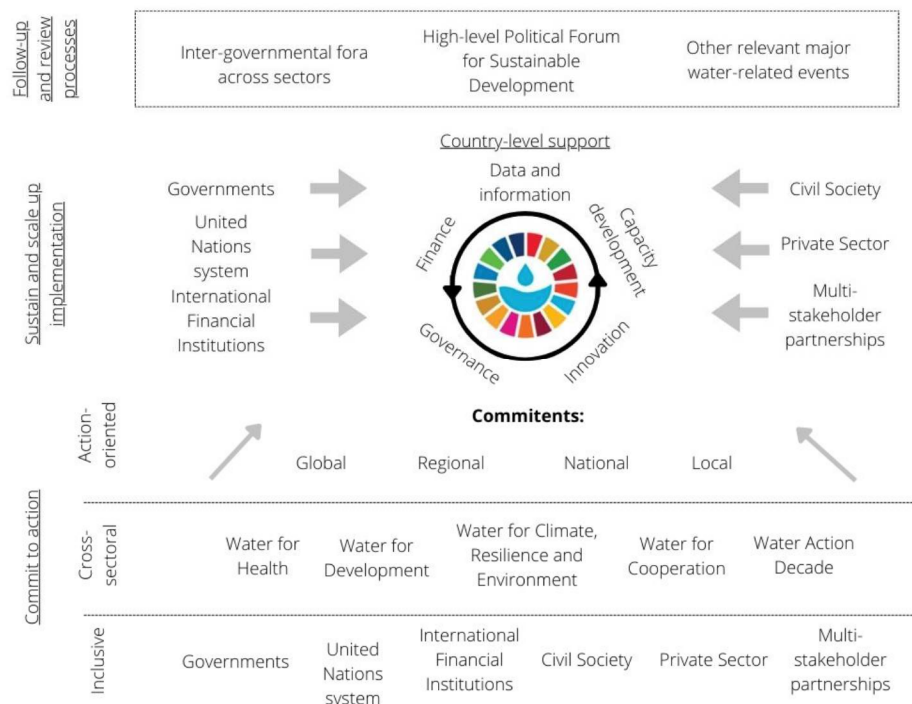 Follow-up
and review
processes
Inter-governmental fora
across sectors
High-level Political Forum
for Sustainable
Development
Other relevant major
water-related events
Sustain and scale up
implementation
Governments
United
Nations
system
International
Financial
Institutions
Country-level support
Data and
information
Finance
Capacity
development
Governance
Innovation
Civil Society
Private Sector
Multi-
stakeholder
partnerships
Commit to action
Action-
oriented
Commitents:
Global
Regional
National
Local
Cross-
sectoral
Water for
Health
Water for
Development
Water for Climate,
Resilience and
Environment
Water for
Cooperation
Water Action
Decade
Inclusive
Governments
United
Nations
system
International
Financial
Institutions
Civil Society
Private Sector
Multi-
stakeholder
partnerships